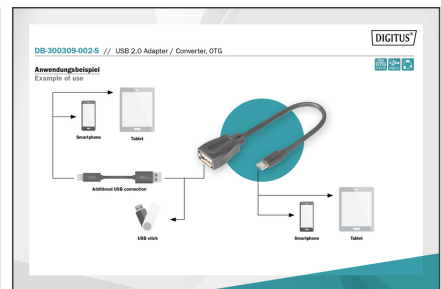 DIGITUS®
DB-300309-002-S // USB 2.0 Adapter / Converter, OTG
Anwendungsbeispiel
Example of use
OTG
Smartphone
Tablet
Additional USB connection
USB stick
Smartphone
Tablet